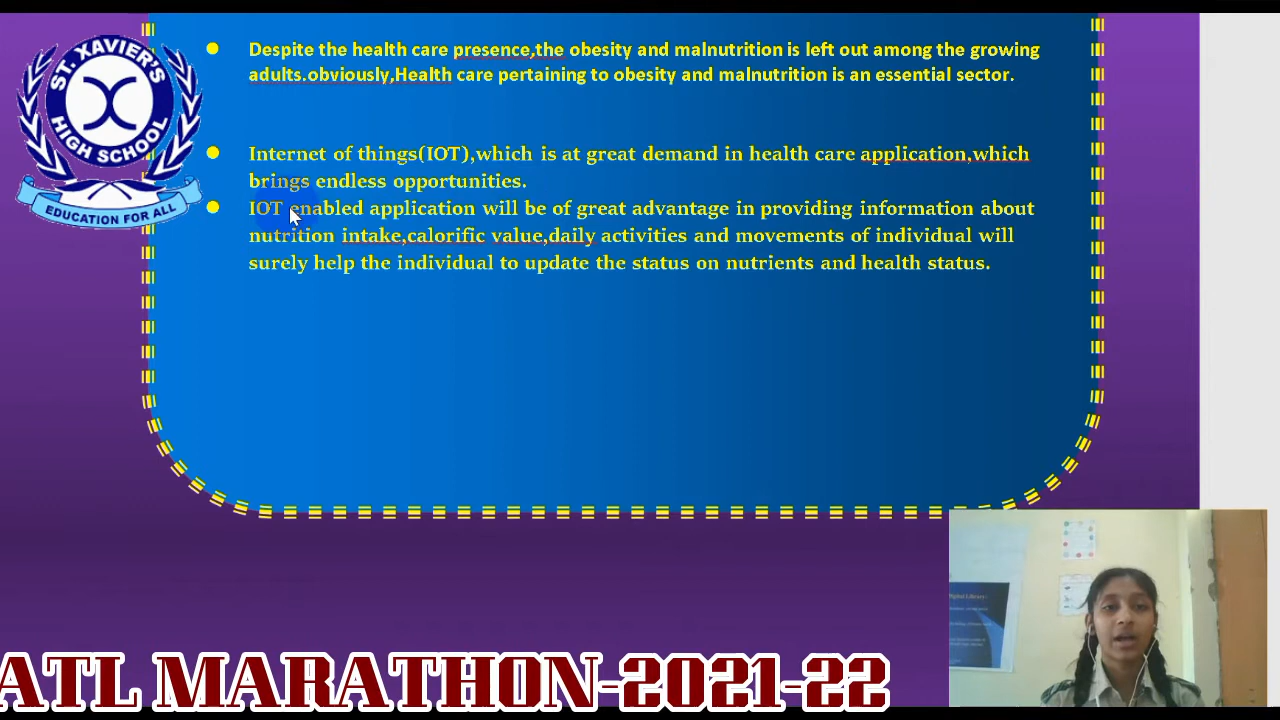 Despite the health care presence,the obesity and malnutrition is left out among the growing
adults.obviously,Health care pertaining to obesity and malnutrition is an essential sector.
Internet of things(IOT),which is at great demand in health care application,which
brings endless opportunities.
IOT enabled application will be of great advantage in providing information about
nutrition intake,calorific value,daily activities and movements of individual will
surely help the individual to update the status on nutrients and health status.
ST. XAVIER'S
HIGH SCHOOL
EDUCATION FOR ALL
Digital Library:
ATL MARATHON-2021-22